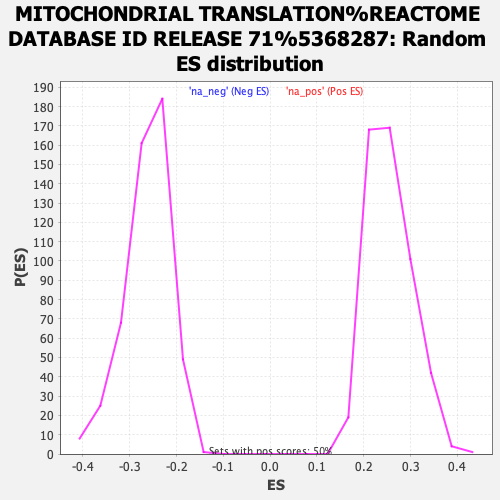 MITOCHONDRIAL TRANSLATION%REACTOME
DATABASE ID RELEASE 71%5368287: Random
ES distribution
'na_neg' (Neg ES) 'na_pos' (Pos ES)
190
180
170
160
150
140
130
120
110
100
90
80
70
60
50
40
30
20
10
0
P(ES)
Sets with pos scores: 50%
-0.4 -0.3 -0.2 -0.1 0.0 0.1 0.2 0.3 0.4
ES